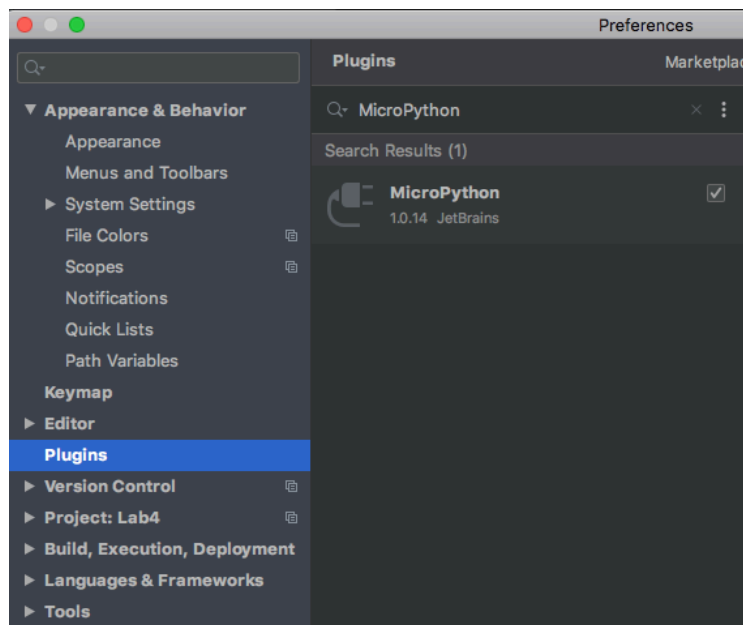 Preferences
Appearance & Behavior
Appearance
Menus and Toolbars
System Settings
File Colors
Scopes
Notifications
Quick Lists
Path Variables
Keymap
Editor
Plugins
Version Control
Project: Lab4
Build, Execution, Deployment
Languages & Frameworks
Tools
Plugins Marketplac
MicroPython
Search Results (1)
MicroPython
1.0.14 JetBrains